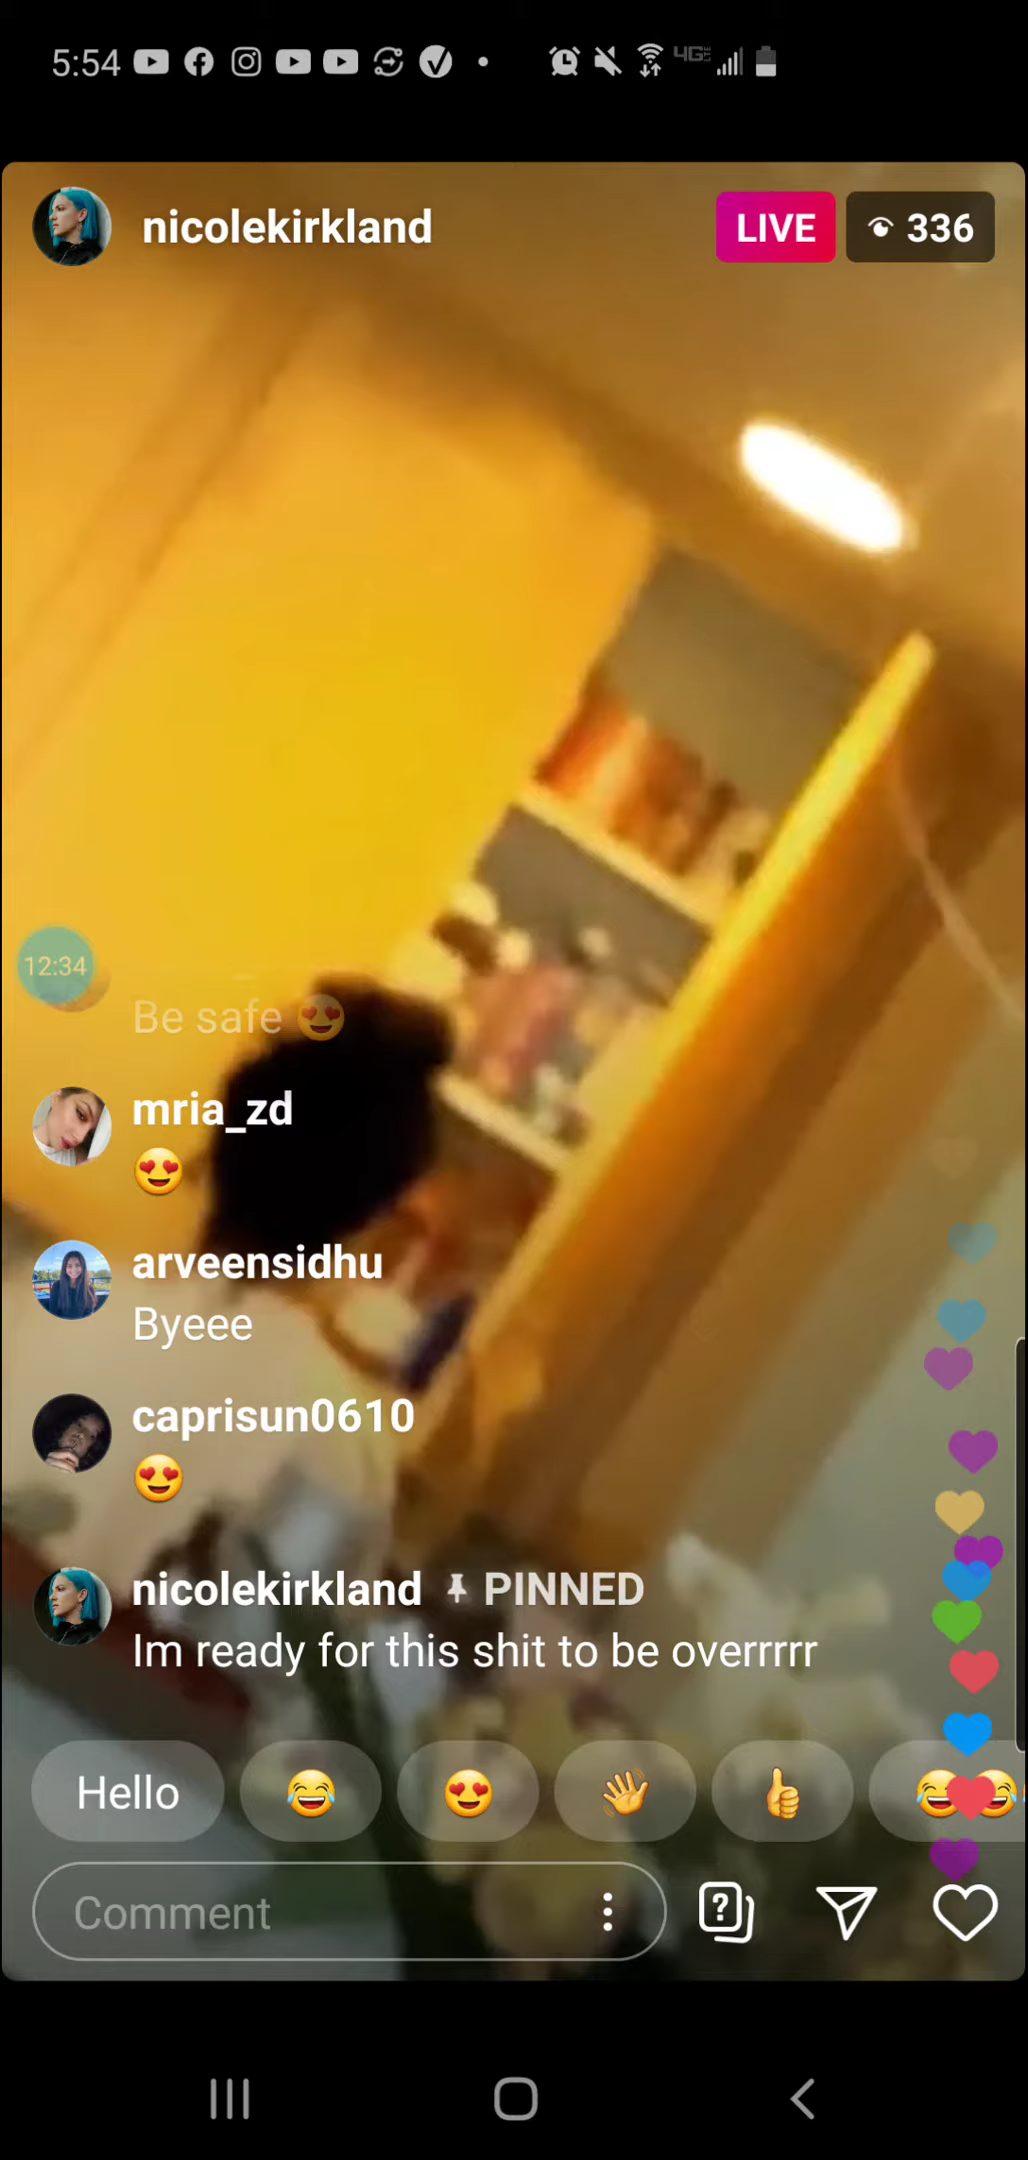 5:54
4GE
nicolekirkland
LIVE
336
12:34
Be safe 😍
mria_zd
😍
arveensidhu
Byeee
caprisun0610
😍
nicolekirkland PINNED
Im ready for this shit to be overrrrr
Hello 😂 😍 👋 👍 😂😂
Comment